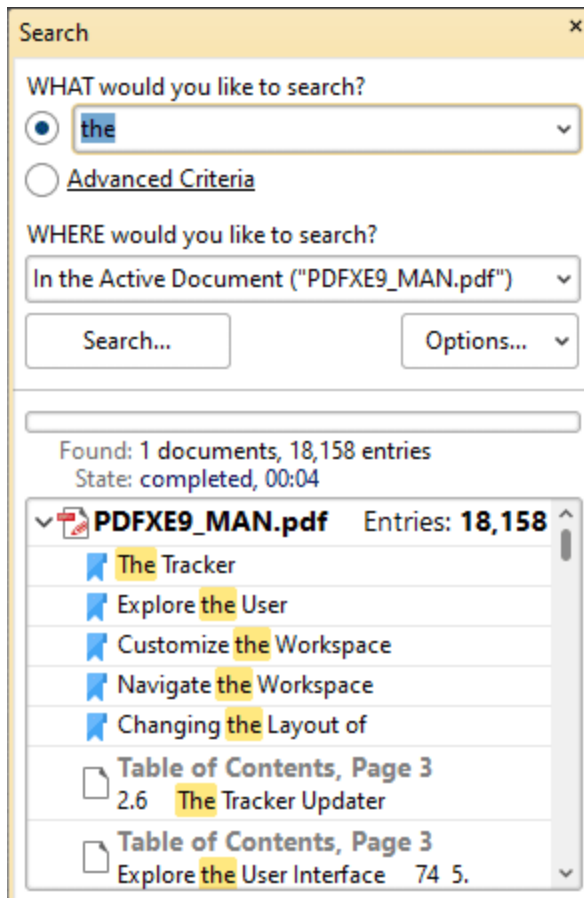 Search
WHAT would you like to search?
the
Advanced Criteria
WHERE would you like to search?
In the Active Document ("PDFXE9_MAN.pdf")
Search... Options...
Found: 1 documents, 18,158 entries
State: completed, 00:04
PDFXE9_MAN.pdf Entries: 18,158
The Tracker
Explore the User
Customize the Workspace
Navigate the Workspace
Changing the Layout of
Table of Contents, Page 3
2.6 The Tracker Updater
Table of Contents, Page 3
Explore the User Interface 74 5.